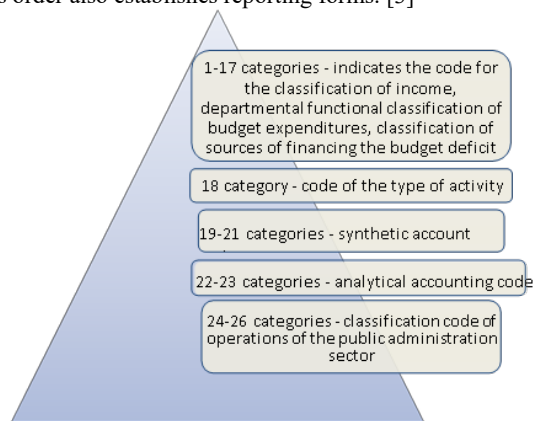 s order also establishes reporting forms. [5]
1-17 categories - indicates the code for
the classification of income,
departmental functional classification of
budget expenditures, classification of
sources of financing the budget deficit
18 category - code of the type of activity
19-21 categories - synthetic account
22-23 categories - analytical accounting code
24-26 categories - classification code of
operations of the public administration
sector